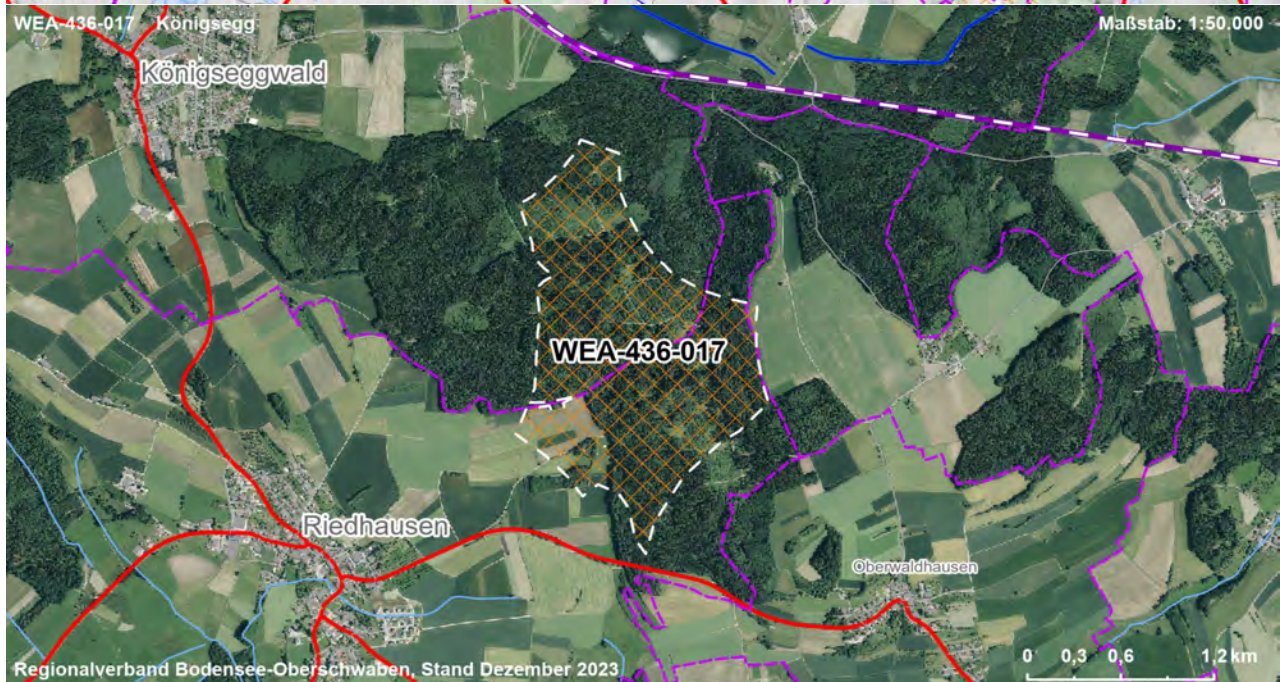 WEA-436-017 Königsegg
Maßstab: 1:50.000
Königseggwald
WEA-436-017
Riedhausen
Oberwaldhausen
Regionalverband Bodensee-Oberschwaben, Stand Dezember 2023
0 0,3 0,6 1,2 km